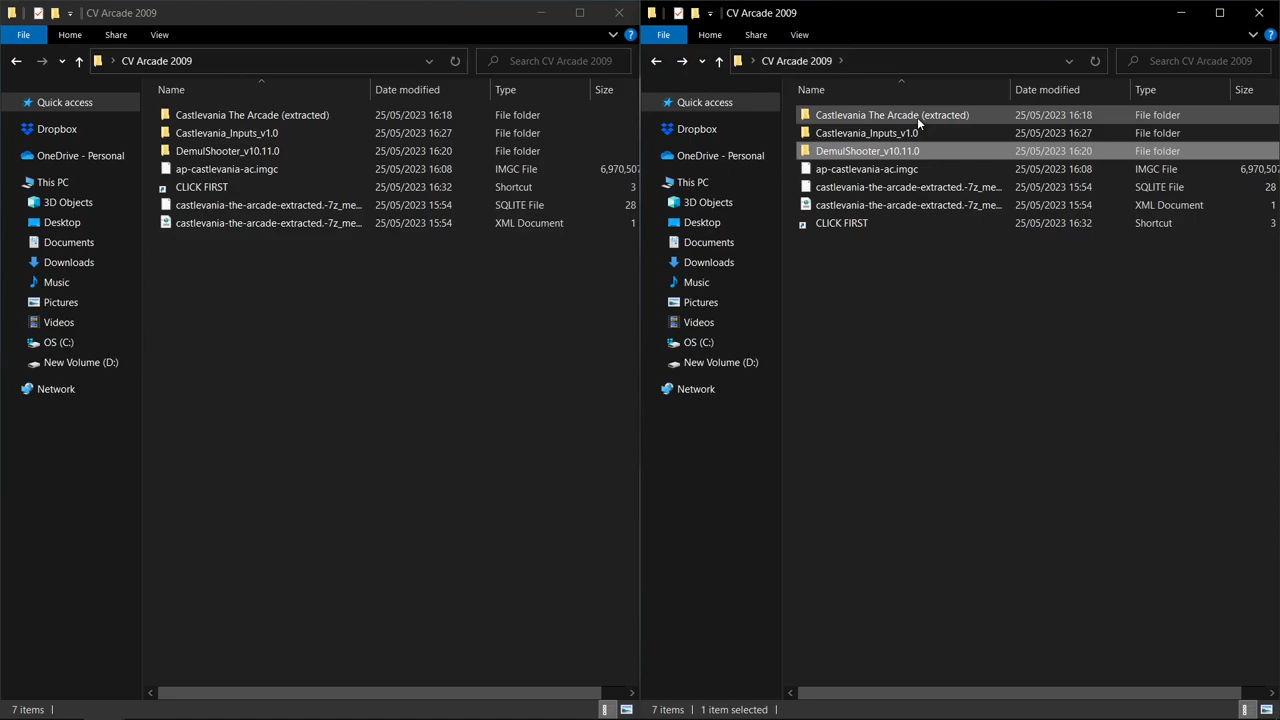 CV Arcade 2009
File Home Share View
CV Arcade 2009 Search CV Arcade 2009
Name Date modified Type Size
Quick access
Dropbox
OneDrive - Personal
This PC
3D Objects
Desktop
Documents
Downloads
Music
Pictures
Videos
OS (C:)
New Volume (D:)
Network
Castlevania The Arcade (extracted) 25/05/2023 16:18 File folder
Castlevania_Inputs_v1.0 25/05/2023 16:27 File folder
DemulShooter_v10.11.0 25/05/2023 16:20 File folder
ap-castlevania-ac.imgc 25/05/2023 16:08 IMGC File 6,970,507
CLICK FIRST 25/05/2023 16:32 Shortcut 3
castlevania-the-arcade-extracted.-7z_me... 25/05/2023 15:54 SQLITE File 28
castlevania-the-arcade-extracted.-7z_me... 25/05/2023 15:54 XML Document 1
7 items
CV Arcade 2009
File Home Share View
CV Arcade 2009 Search CV Arcade 2009
Name Date modified Type Size
Quick access
Dropbox
OneDrive - Personal
This PC
3D Objects
Desktop
Documents
Downloads
Music
Pictures
Videos
OS (C:)
New Volume (D:)
Network
Castlevania The Arcade (extracted) 25/05/2023 16:18 File folder
Castlevania_Inputs_v1.0 25/05/2023 16:27 File folder
DemulShooter_v10.11.0 25/05/2023 16:20 File folder
ap-castlevania-ac.imgc 25/05/2023 16:08 IMGC File 6,970,507
castlevania-the-arcade-extracted.-7z_me... 25/05/2023 15:54 SQLITE File 28
castlevania-the-arcade-extracted.-7z_me... 25/05/2023 15:54 XML Document 1
CLICK FIRST 25/05/2023 16:32 Shortcut 3
7 items 1 item selected